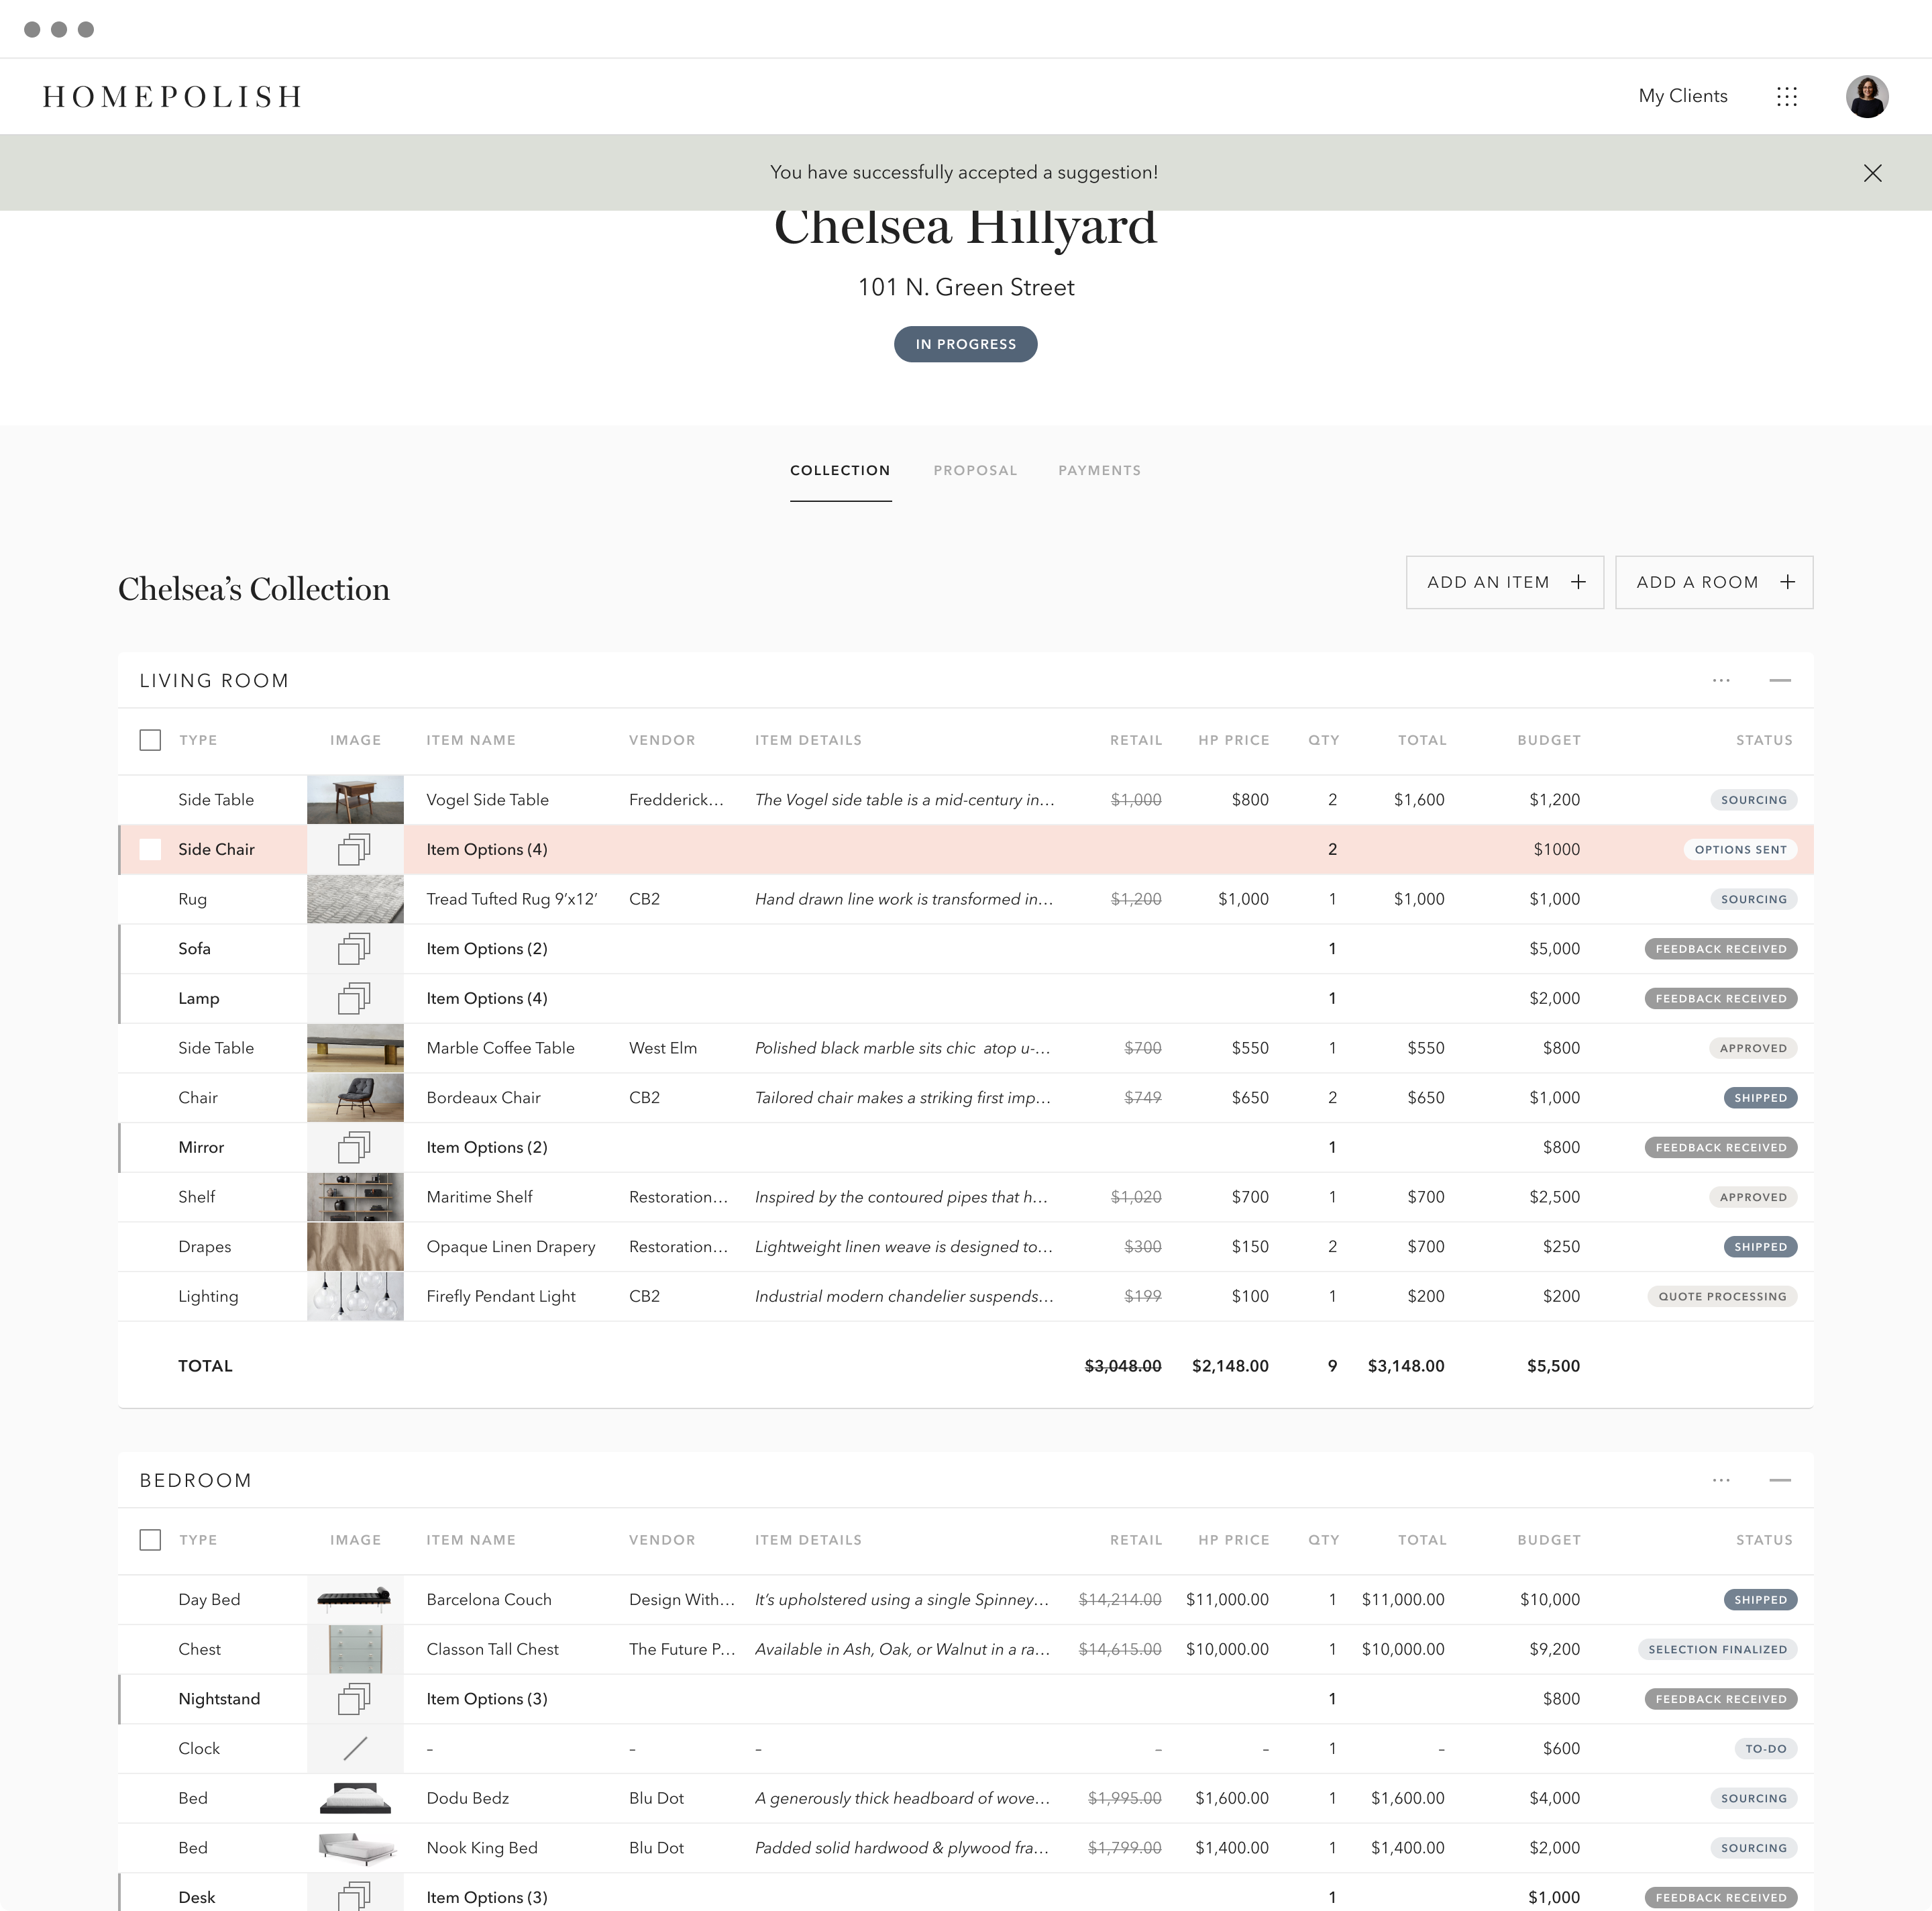 HOMEPOLISH My Clients
You have successfully accepted a suggestion!
Chelsea Hillyard
101 N. Green Street
IN PROGRESS
COLLECTION PROPOSAL PAYMENTS
Chelsea’s Collection ADD AN ITEM + ADD A ROOM +
LIVING ROOM
TYPE IMAGE ITEM NAME VENDOR ITEM DETAILS RETAIL HP PRICE QTY TOTAL BUDGET STATUS
Side Table Vogel Side Table Fredderick... The Vogel side table is a mid-century in... $1,000 $800 2 $1,600 $1,200 SOURCING
Side Chair Item Options (4) 2 $1000 OPTIONS SENT
Rug Tread Tufted Rug 9’x12’ CB2 Hand drawn line work is transformed in... $1,200 $1,000 1 $1,000 $1,000 SOURCING
Sofa Item Options (2) 1 $5,000 FEEDBACK RECEIVED
Lamp Item Options (4) 1 $2,000 FEEDBACK RECEIVED
Side Table Marble Coffee Table West Elm Polished black marble sits chic atop u-... $700 $550 1 $550 $800 APPROVED
Chair Bordeaux Chair CB2 Tailored chair makes a striking first imp... $749 $650 2 $650 $1,000 SHIPPED
Mirror Item Options (2) 1 $800 FEEDBACK RECEIVED
Shelf Maritime Shelf Restoration... Inspired by the contoured pipes that h... $1,020 $700 1 $700 $2,500 APPROVED
Drapes Opaque Linen Drapery Restoration... Lightweight linen weave is designed to... $300 $150 2 $700 $250 SHIPPED
Lighting Firefly Pendant Light CB2 Industrial modern chandelier suspends... $199 $100 1 $200 $200 QUOTE PROCESSING
TOTAL $3,048.00 $2,148.00 9 $3,148.00 $5,500
BEDROOM
TYPE IMAGE ITEM NAME VENDOR ITEM DETAILS RETAIL HP PRICE QTY TOTAL BUDGET STATUS
Day Bed Barcelona Couch Design With... It’s upholstered using a single Spinney... $14,214.00 $11,000.00 1 $11,000.00 $10,000 SHIPPED
Chest Classon Tall Chest The Future P... Available in Ash, Oak, or Walnut in a ra... $14,615.00 $10,000.00 1 $10,000.00 $9,200 SELECTION FINALIZED
Nightstand Item Options (3) 1 $800 FEEDBACK RECEIVED
Clock – – – – – 1 – $600 TO-DO
Bed Dodu Bedz Blu Dot A generously thick headboard of wove... $1,995.00 $1,600.00 1 $1,600.00 $4,000 SOURCING
Bed Nook King Bed Blu Dot Padded solid hardwood & plywood fra... $1,799.00 $1,400.00 1 $1,400.00 $2,000 SOURCING
Desk Item Options (3) 1 $1,000 FEEDBACK RECEIVED